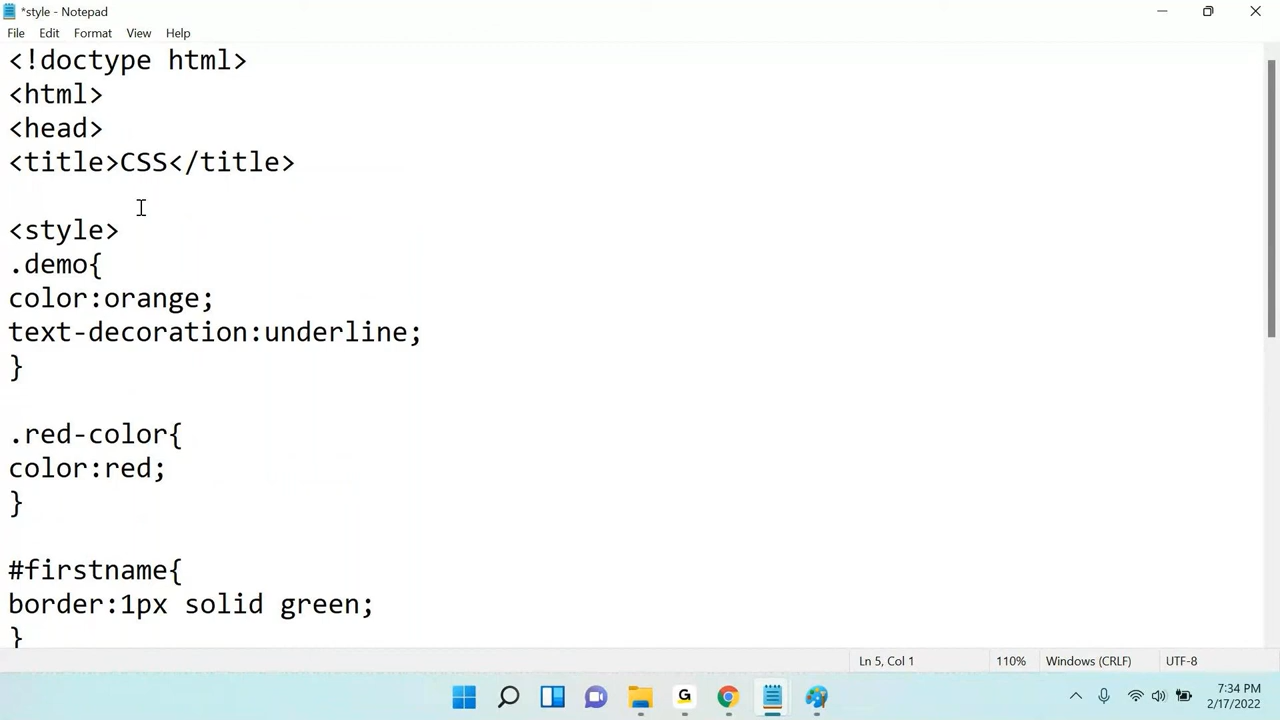 *style - Notepad
File Edit Format View Help
<!doctype html>
<html>
<head>
<title>CSS</title>
<style>
.demo{
color:orange;
text-decoration:underline;
}
.red-color{
color:red;
}
#firstname{
border:1px solid green;
}
Ln 5, Col 1 110% Windows (CRLF) UTF-8
G
7:34 PM
2/17/2022